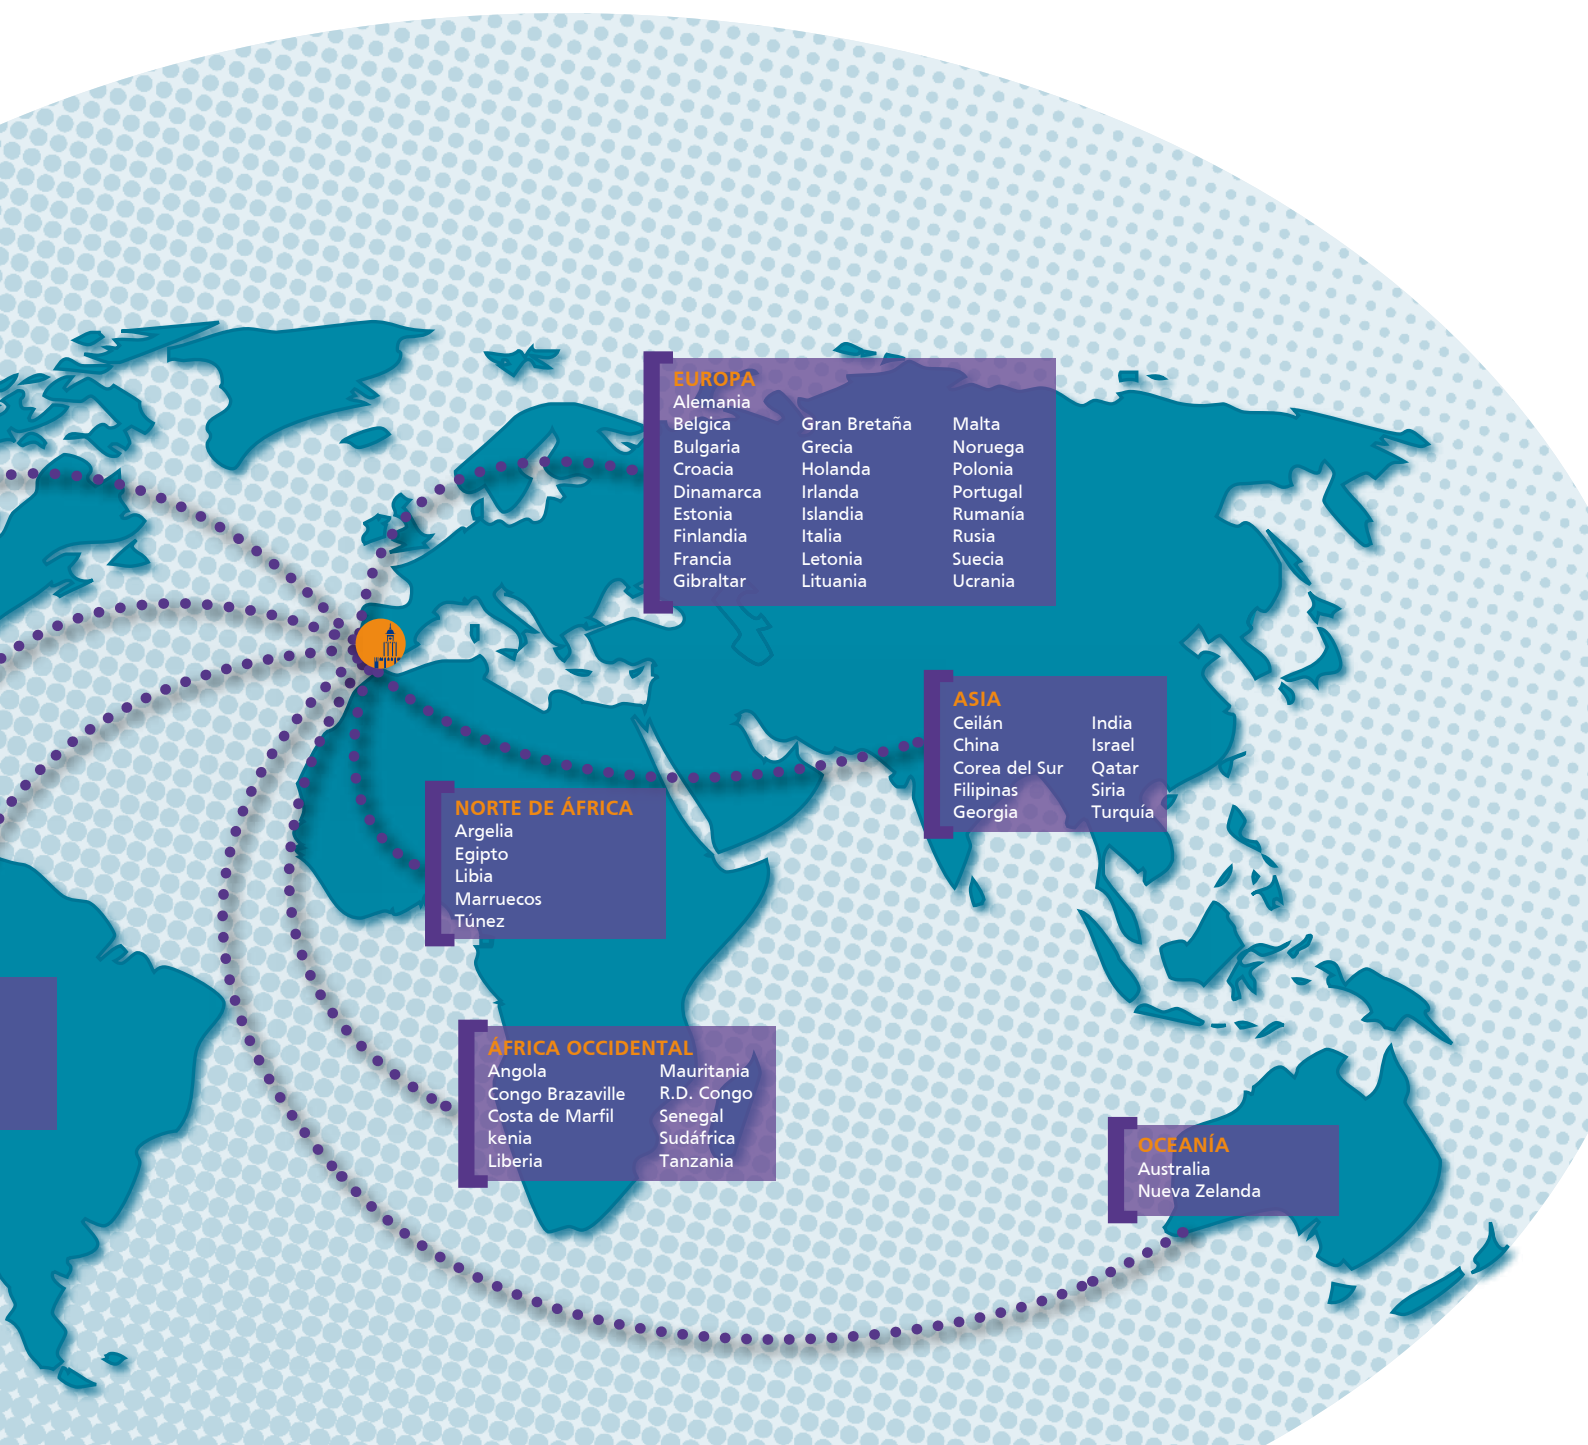 EUROPA
Alemania
Belgica
Bulgaria
Croacia
Dinamarca
Estonia
Finlandia
Francia
Gibraltar
Gran Bretaña
Grecia
Holanda
Irlanda
Islandia
Italia
Letonia
Lituania
Malta
Noruega
Polonia
Portugal
Rumanía
Rusia
Suecia
Ucrania
ASIA
Ceilán
China
Corea del Sur
Filipinas
Georgia
India
Israel
Qatar
Siria
Turquía
NORTE DE ÁFRICA
Argelia
Egipto
Libia
Marruecos
Túnez
ÁFRICA OCCIDENTAL
Angola
Congo Brazaville
Costa de Marfil
kenia
Liberia
Mauritania
R.D. Congo
Senegal
Sudáfrica
Tanzania
OCEANÍA
Australia
Nueva Zelanda